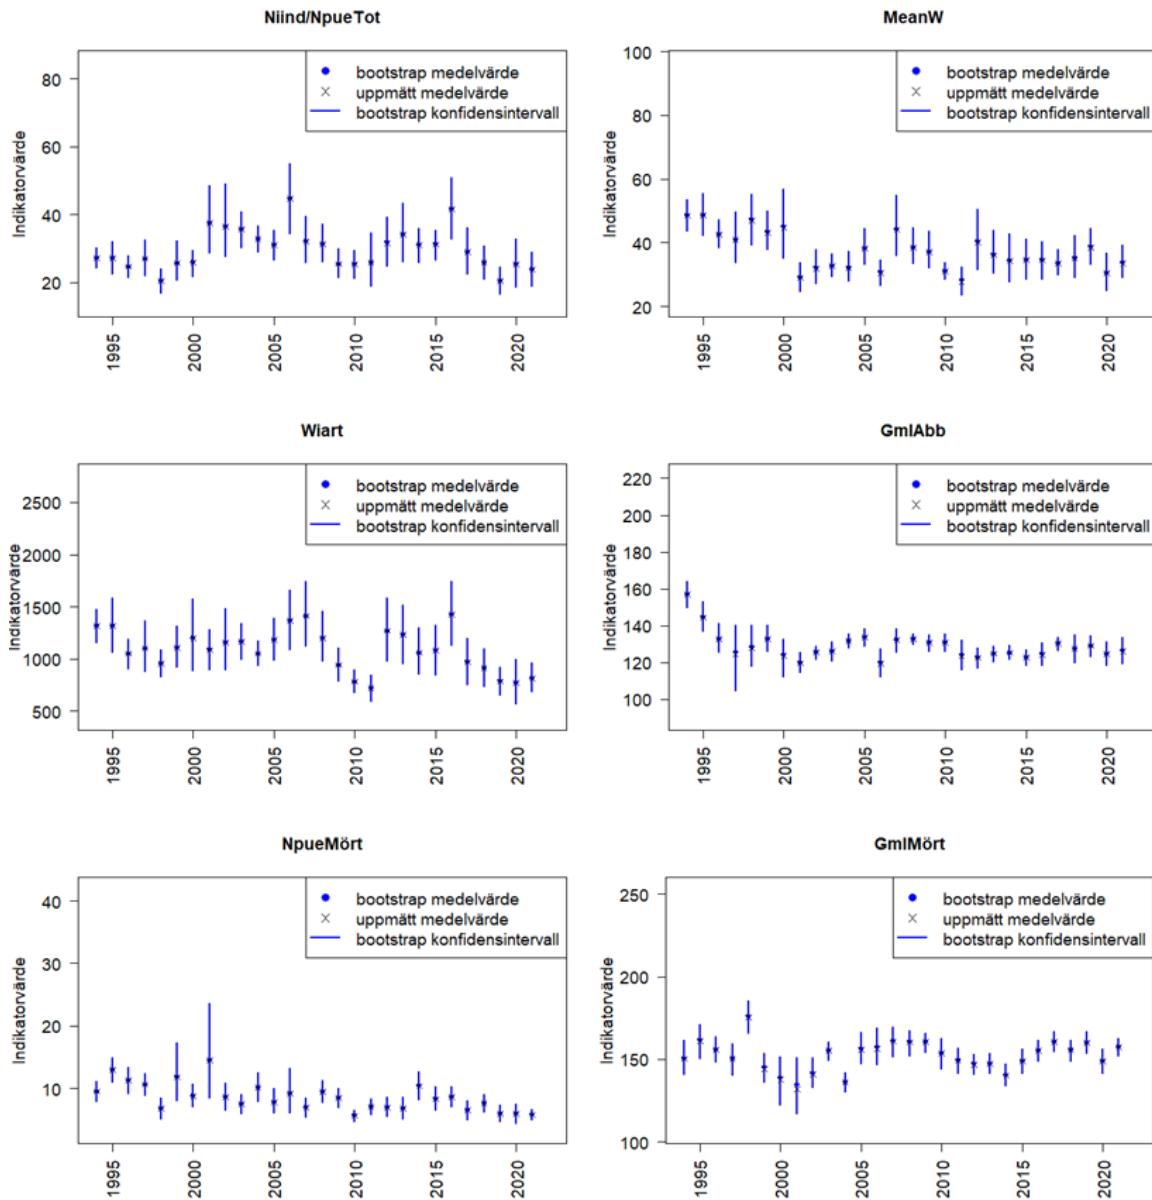 Niind/NpueTot
Indikatorvärde
80
60
40
20
bootstrap medelvärde
uppmätt medelvärde
bootstrap konfidensintervall
1995
2000
2005
2010
2015
2020
MeanW
Indikatorvärde
100
80
60
40
20
bootstrap medelvärde
uppmätt medelvärde
bootstrap konfidensintervall
1995
2000
2005
2010
2015
2020
Wiart
Indikatorvärde
2500
2000
1500
1000
500
bootstrap medelvärde
uppmätt medelvärde
bootstrap konfidensintervall
1995
2000
2005
2010
2015
2020
GmlAbb
Indikatorvärde
220
200
180
160
140
120
100
bootstrap medelvärde
uppmätt medelvärde
bootstrap konfidensintervall
1995
2000
2005
2010
2015
2020
NpueMört
Indikatorvärde
40
30
20
10
bootstrap medelvärde
uppmätt medelvärde
bootstrap konfidensintervall
1995
2000
2005
2010
2015
2020
GmlMört
Indikatorvärde
250
200
150
100
bootstrap medelvärde
uppmätt medelvärde
bootstrap konfidensintervall
1995
2000
2005
2010
2015
2020